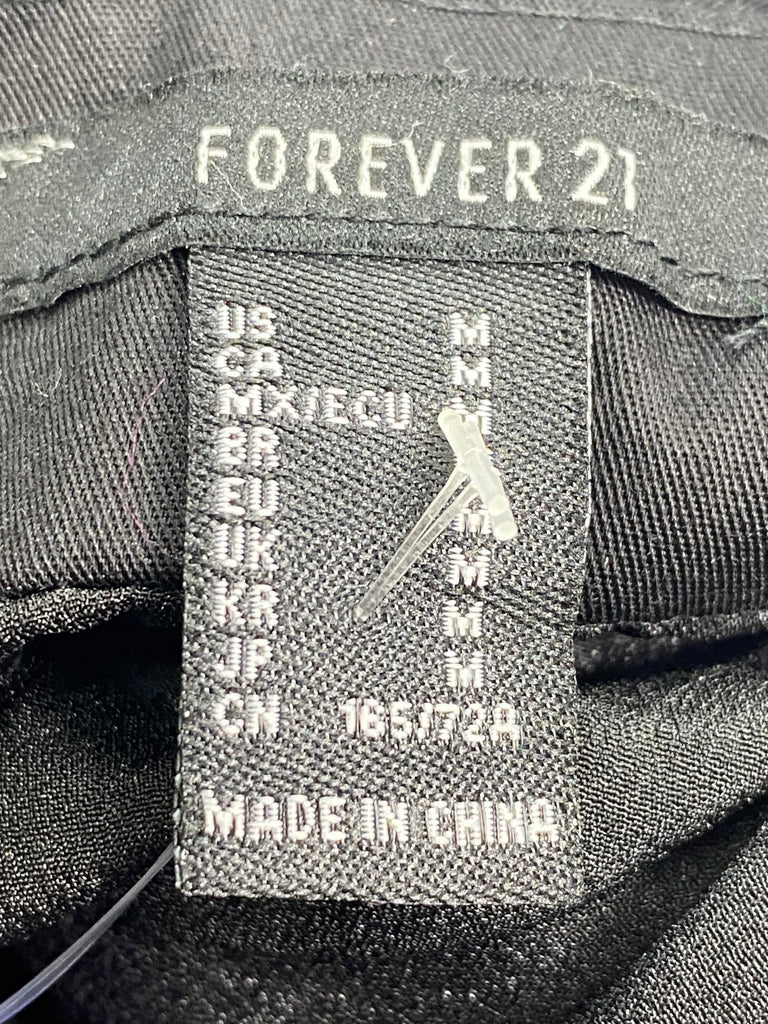 FOREVER 21
US M
CA M
MX/ECU M
BR
EU M
UK M
KR M
JP M
CN 165/72A
MADE IN CHINA